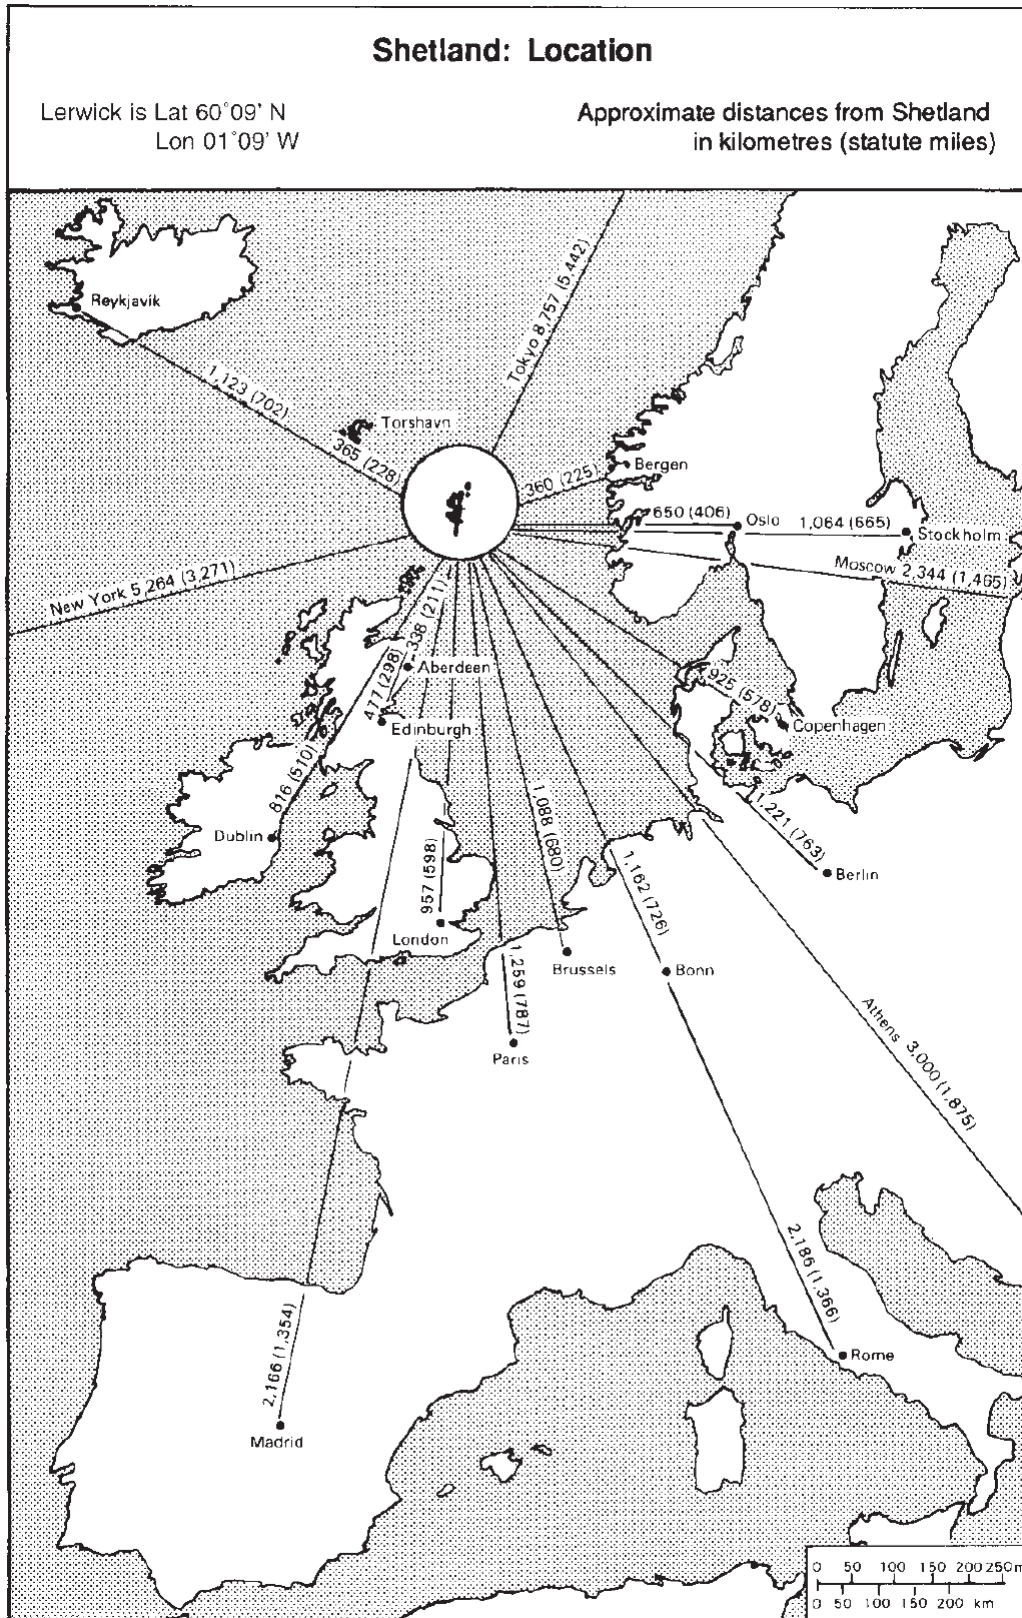 Shetland: Location
Lerwick is Lat 60°09' N
Lon 01°09' W
Approximate distances from Shetland
in kilometres (statute miles)
Reykjavik
1,123 (702)
Torshavn
365 (228)
Tokyo 8,757 (5,442)
360 (225)
Bergen
650 (406)
Oslo
1,064 (665)
Stockholm
Moscow 2,344 (1,465)
New York 5,264 (3,271)
338 (211)
Aberdeen
477 (298)
Edinburgh
816 (510)
Dublin
925 (578)
Copenhagen
1,221 (763)
Berlin
957 (598)
London
1,088 (680)
Brussels
1,162 (726)
Bonn
1,259 (787)
Paris
Athens 3,000 (1,875)
2,186 (1,366)
Rome
2,166 (1,354)
Madrid
0 50 100 150 200 250m
0 50 100 150 200 km